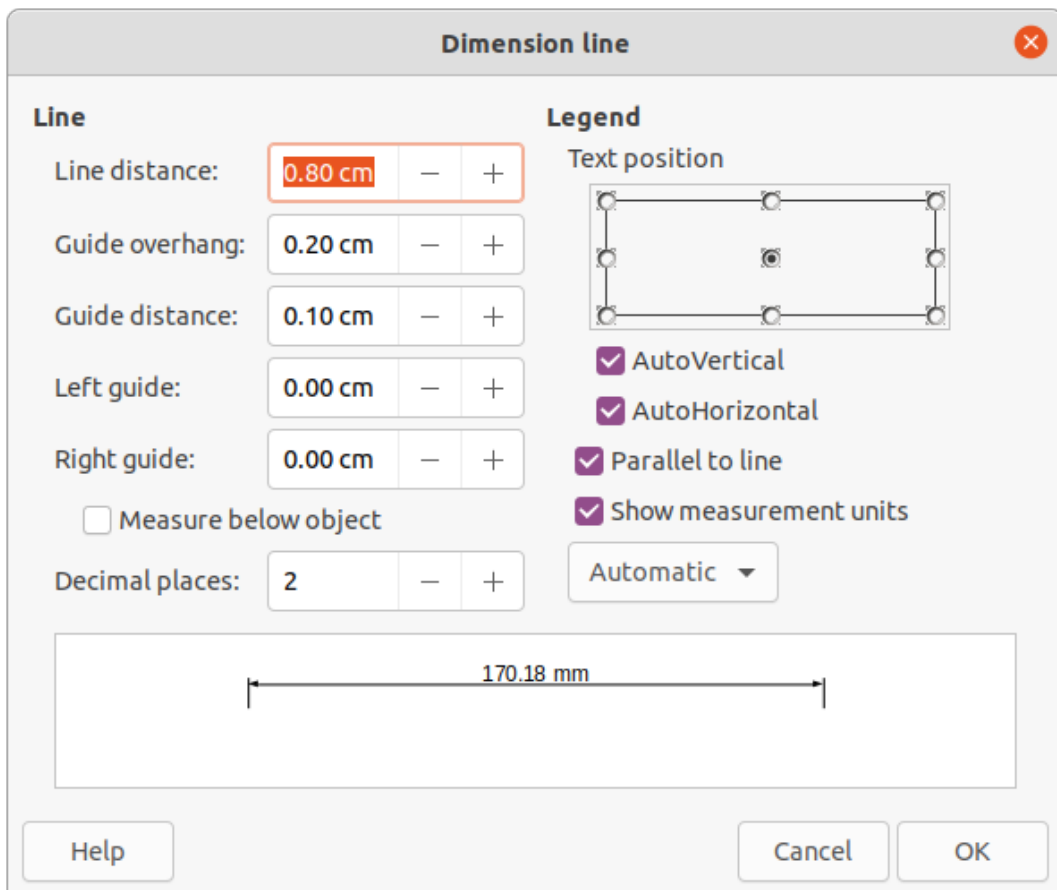 Dimension line
Line
Line distance: 0.80 cm
Guide overhang: 0.20 cm
Guide distance: 0.10 cm
Left guide: 0.00 cm
Right guide: 0.00 cm
Measure below object
Decimal places: 2
Legend
Text position
AutoVertical
AutoHorizontal
Parallel to line
Show measurement units
Automatic
170.18 mm
Help
Cancel
OK